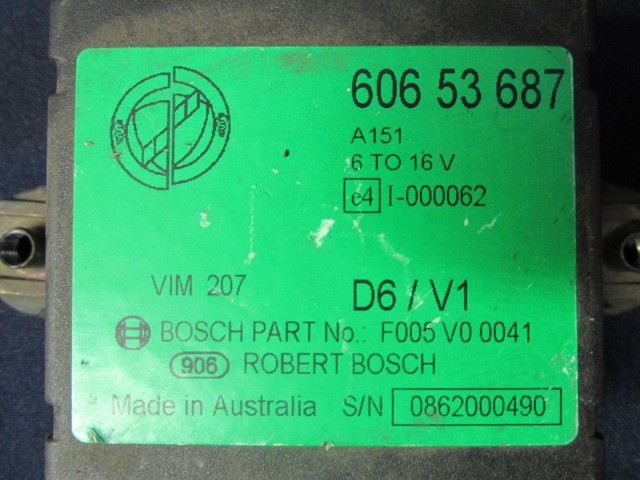 606 53 687
A151
6 TO 16 V
e4 I-000062
VIM 207 D6 / V1
BOSCH PART No.: F005 V0 0041
906 ROBERT BOSCH
Made in Australia S/N 0862000490